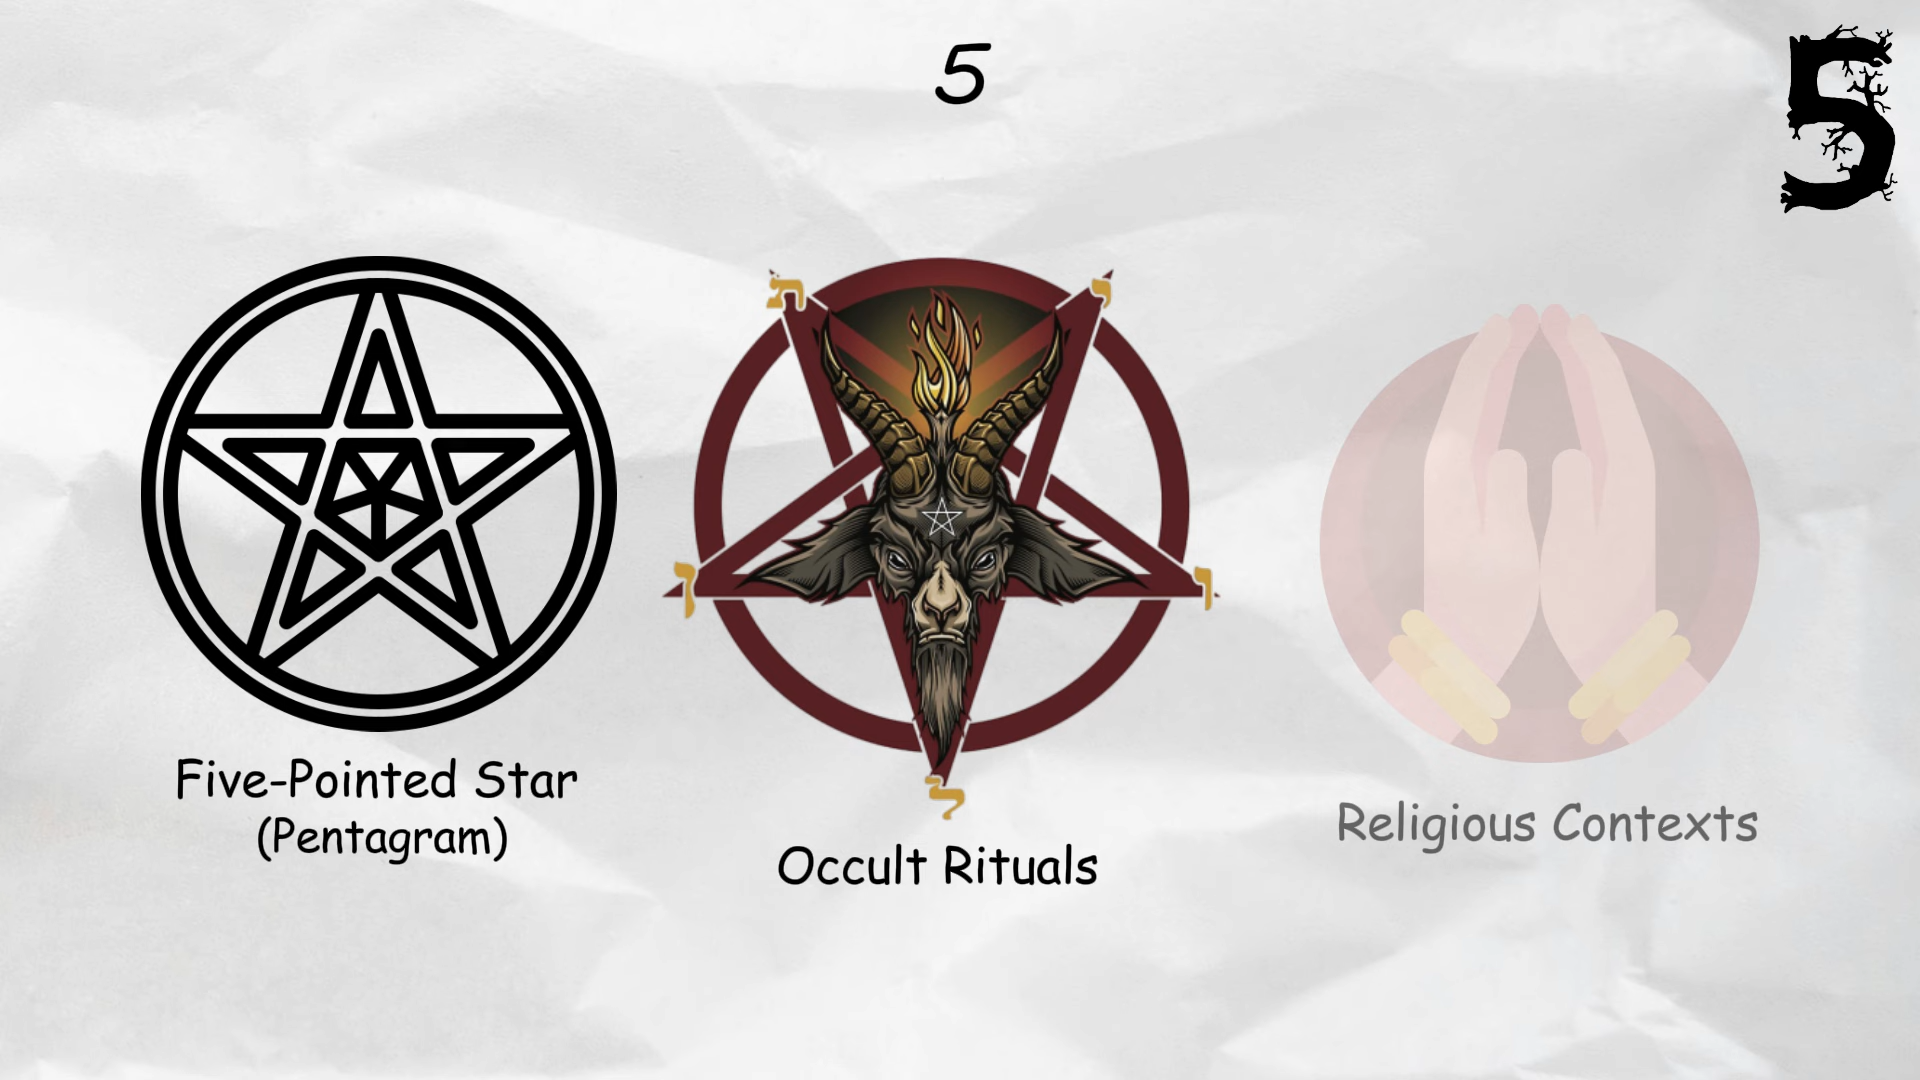 5
5
ת
י
ן
ו
ל
Five-Pointed Star
(Pentagram)
Occult Rituals
Religious Contexts